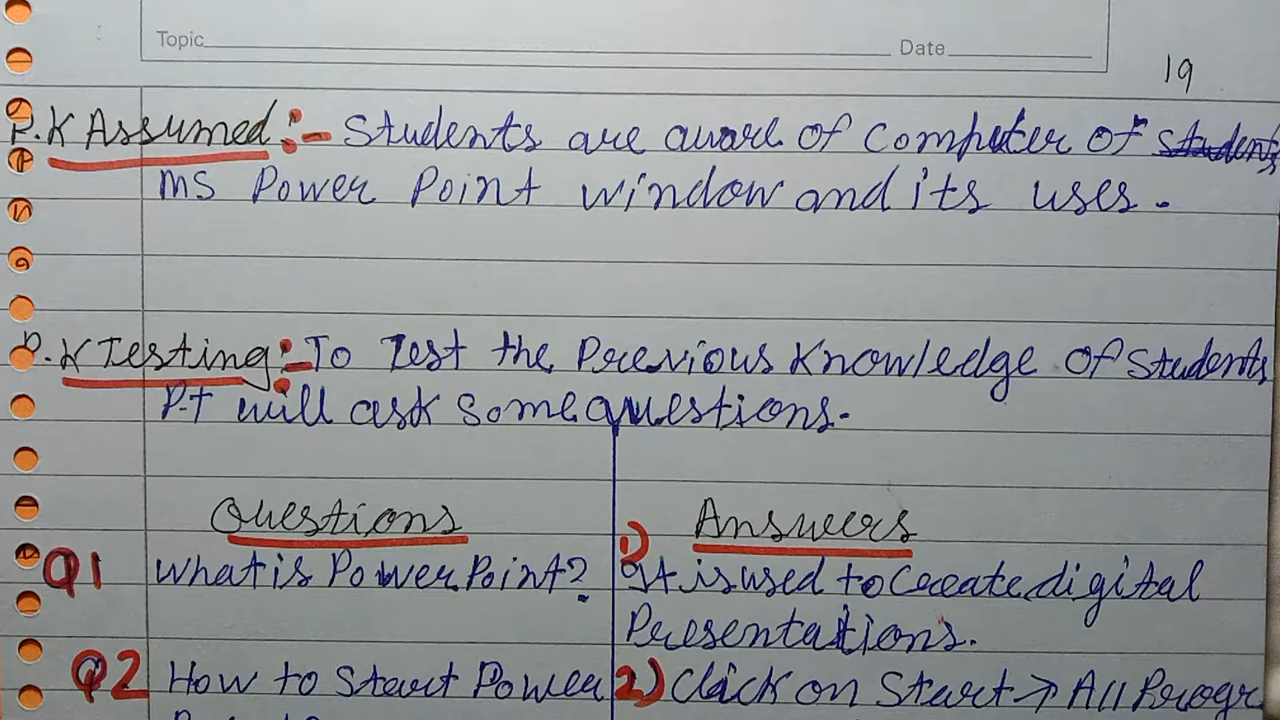 Topic Date
19
P.K Assumed :- Students are aware of Computer of students
MS Power Point window and its uses.
P.K Testing :- To Test the Previous Knowledge of Students
P.T will ask some questions.
Questions Answers
Q1 What is PowerPoint? 1) It is used to Create digital
Presentations.
Q2 How to Start Power 2) Click on Start → All Progr